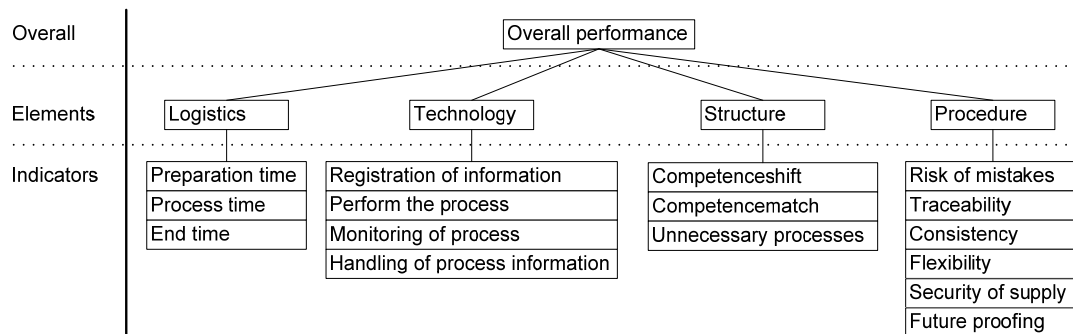 Overall
Overall performance
Elements
Logistics
Technology
Structure
Procedure
Indicators
Preparation time
Process time
End time
Registration of information
Perform the process
Monitoring of process
Handling of process information
Competenceshift
Competencematch
Unnecessary processes
Risk of mistakes
Traceability
Consistency
Flexibility
Security of supply
Future proofing